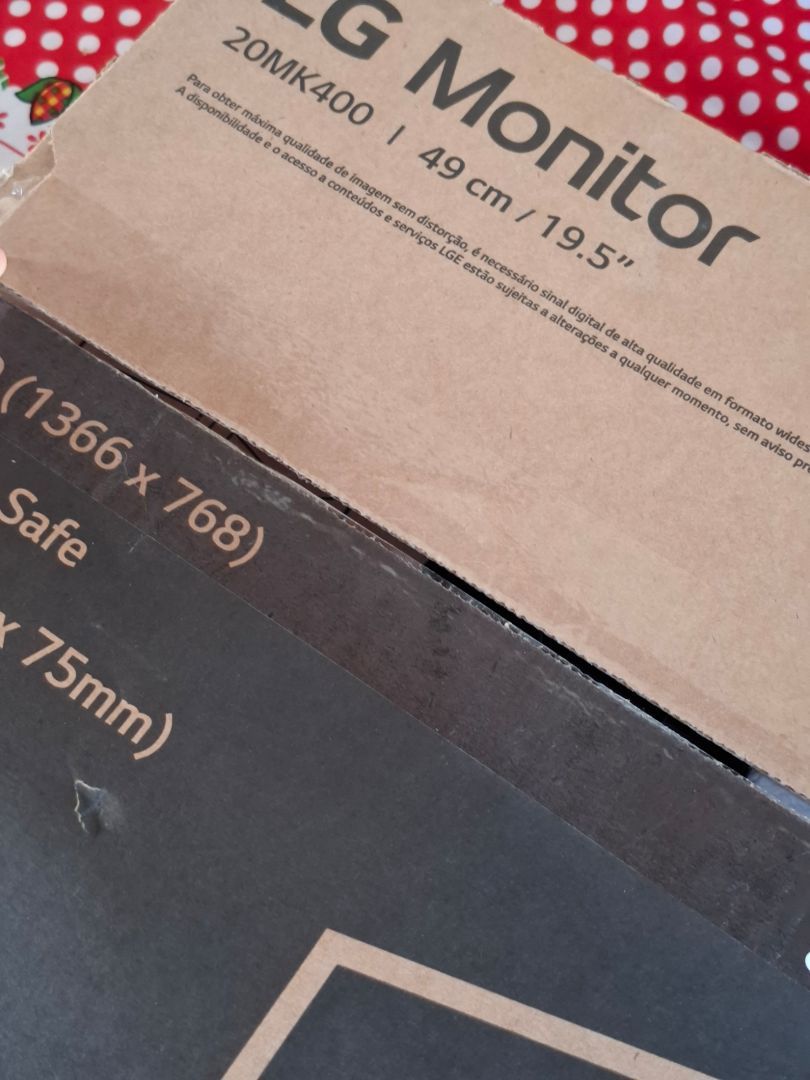 LG Monitor
20MK400 | 49 cm / 19.5”
Para obter máxima qualidade de imagem sem distorção, é necessário sinal digital de alta qualidade em formato wides
A disponibilidade e o acesso a conteúdos e serviços LGE estão sujeitas a alterações a qualquer momento, sem aviso pré
(1366 x 768)
Safe
x 75mm)